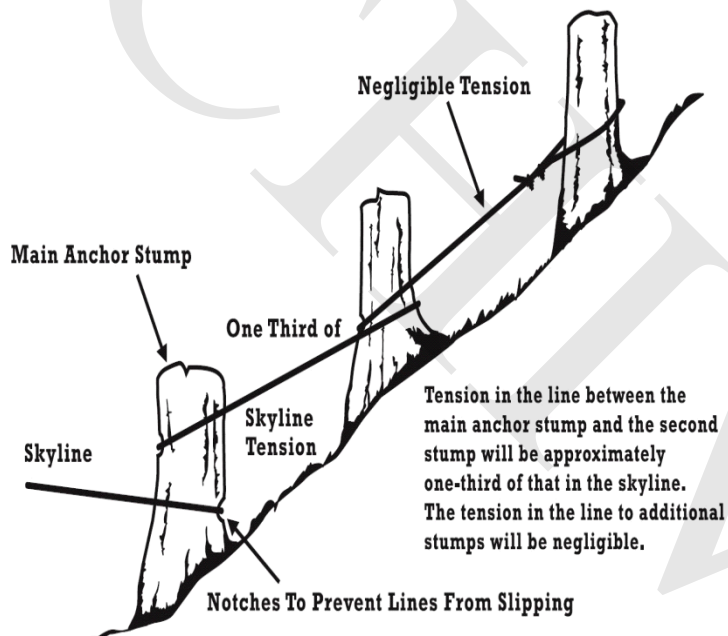 Negligible Tension
Main Anchor Stump
One Third of
Skyline
Tension
Skyline
Tension in the line between the
main anchor stump and the second
stump will be approximately
one-third of that in the skyline.
The tension in the line to additional
stumps will be negligible.
Notches To Prevent Lines From Slipping